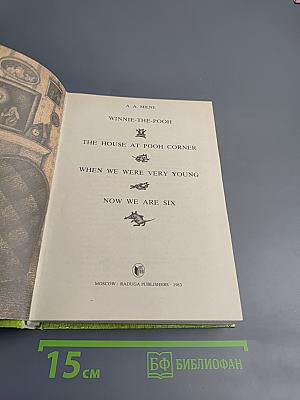 A. A. MILNE
WINNIE-THE-POOH
THE HOUSE AT POOH CORNER
WHEN WE WERE VERY YOUNG
NOW WE ARE SIX
MOSCOW · RADUGA PUBLISHERS · 1983
15 СМ
БФ БИБЛИОФАН